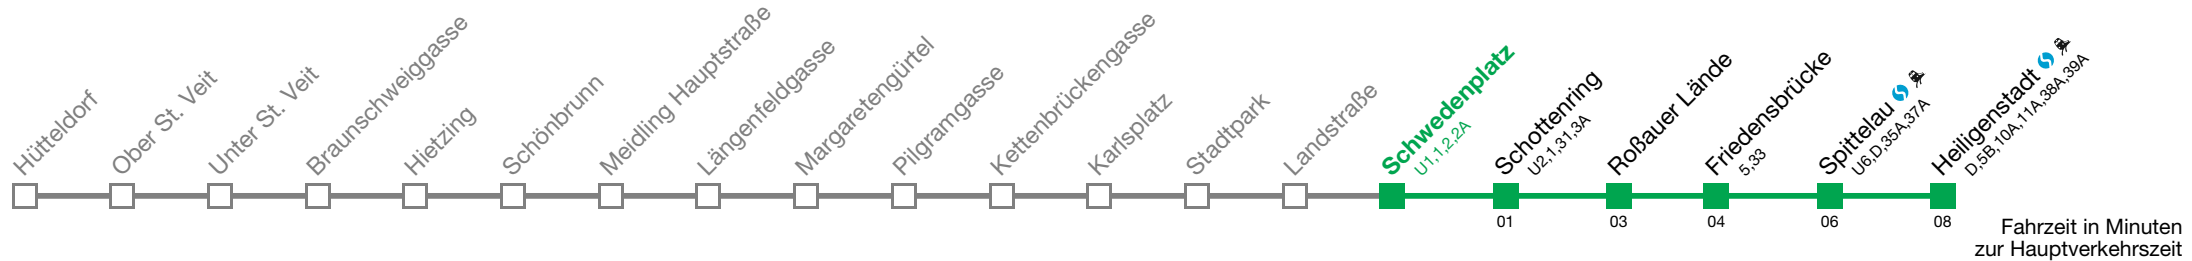 Hütteldorf
Ober St. Veit
Unter St. Veit
Braunschweiggasse
Hietzing
Schönbrunn
Meidling Hauptstraße
Längenfeldgasse
Margaretengürtel
Pilgramgasse
Kettenbrückengasse
Karlsplatz
Stadtpark
Landstraße
Schwedenplatz
U1,1,2,2A
Schottenring
U2,1,31,3A
Roßauer Lände
Friedensbrücke
5,33
Spittelau
U6,D,35A,37A
Heiligenstadt
D,5B,10A,11A,38A,39A
01
03
04
06
08
Fahrzeit in Minuten
zur Hauptverkehrszeit